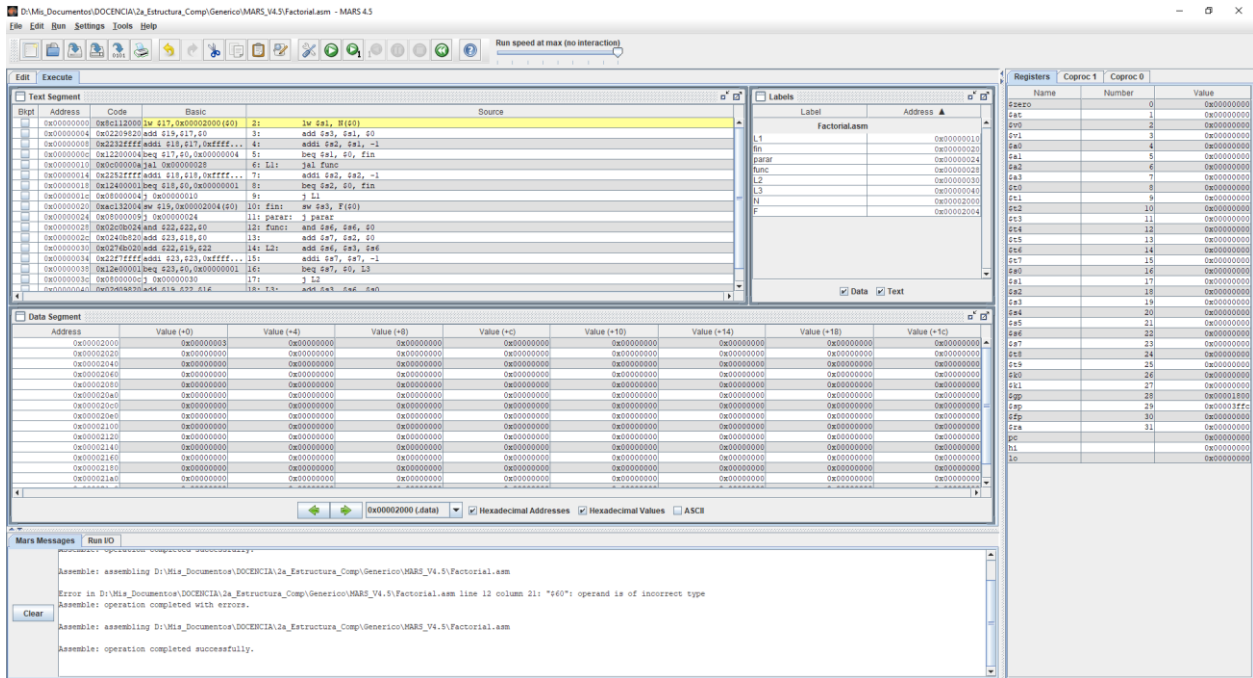 D:\Mis_Documentos\DOCENCIA\2a_Estructura_Comp\Generico\MARS_V4.5\Factorial.asm - MARS 4.5
File Edit Run Settings Tools Help
Run speed at max (no interaction)
Edit Execute
Text Segment
Bkpt Address Code Basic Source
0x00000000 0x8c112000 lw $17,0x00002000($0) 2: lw $s1, N($0)
0x00000004 0x02209820 add $19,$17,$0 3: add $s3, $s1, $0
0x00000008 0x2232ffff... addi $18,$17,0xffff... 4: addi $s2, $s1, -1
0x0000000c 0x12200004 beq $17,$0,0x00000004 5: beq $s1, $0, fin
0x00000010 0x0c00000a jal 0x00000028 6: L1: jal func
0x00000014 0x2252ffff... addi $18,$18,0xffff... 7: addi $s2, $s2, -1
0x00000018 0x12400001 beq $18,$0,0x00000001 8: beq $s2, $0, fin
0x0000001c 0x08000004 j 0x00000010 9: j L1
0x00000020 0xac132004 sw $19,0x00002004($0) 10: fin: sw $s3, F($0)
0x00000024 0x08000009 j 0x00000024 11: parar: j parar
0x00000028 0x02c0b024 and $22,$22,$0 12: func: and $s6, $s6, $0
0x0000002c 0x0240b820 add $23,$18,$0 13: add $s7, $s2, $0
0x00000030 0x0276b020 add $22,$19,$22 14: L2: add $s6, $s3, $s6
0x00000034 0x22f7ffff... addi $23,$23,0xffff... 15: addi $s7, $s7, -1
0x00000038 0x12e00001 beq $23,$0,0x00000001 16: beq $s7, $0, L3
0x0000003c 0x0800000c j 0x00000030 17: j L2
0x00000040 0x02d09820 add $19,$22,$16 18: L3: add $s3, $s6, $s0
Labels
Label Address ▲
Factorial.asm
L1 0x00000010
fin 0x00000020
parar 0x00000024
func 0x00000028
L2 0x00000030
L3 0x00000040
N 0x00002000
F 0x00002004
Data Text
Data Segment
Address Value (+0) Value (+4) Value (+8) Value (+c) Value (+10) Value (+14) Value (+18) Value (+1c)
0x00002000 0x00000003 0x00000000 0x00000000 0x00000000 0x00000000 0x00000000 0x00000000 0x00000000
0x00002020 0x00000000 0x00000000 0x00000000 0x00000000 0x00000000 0x00000000 0x00000000 0x00000000
0x00002040 0x00000000 0x00000000 0x00000000 0x00000000 0x00000000 0x00000000 0x00000000 0x00000000
0x00002060 0x00000000 0x00000000 0x00000000 0x00000000 0x00000000 0x00000000 0x00000000 0x00000000
0x00002080 0x00000000 0x00000000 0x00000000 0x00000000 0x00000000 0x00000000 0x00000000 0x00000000
0x000020a0 0x00000000 0x00000000 0x00000000 0x00000000 0x00000000 0x00000000 0x00000000 0x00000000
0x000020c0 0x00000000 0x00000000 0x00000000 0x00000000 0x00000000 0x00000000 0x00000000 0x00000000
0x000020e0 0x00000000 0x00000000 0x00000000 0x00000000 0x00000000 0x00000000 0x00000000 0x00000000
0x00002100 0x00000000 0x00000000 0x00000000 0x00000000 0x00000000 0x00000000 0x00000000 0x00000000
0x00002120 0x00000000 0x00000000 0x00000000 0x00000000 0x00000000 0x00000000 0x00000000 0x00000000
0x00002140 0x00000000 0x00000000 0x00000000 0x00000000 0x00000000 0x00000000 0x00000000 0x00000000
0x00002160 0x00000000 0x00000000 0x00000000 0x00000000 0x00000000 0x00000000 0x00000000 0x00000000
0x00002180 0x00000000 0x00000000 0x00000000 0x00000000 0x00000000 0x00000000 0x00000000 0x00000000
0x000021a0 0x00000000 0x00000000 0x00000000 0x00000000 0x00000000 0x00000000 0x00000000 0x00000000
0x00002000 (.data) Hexadecimal Addresses Hexadecimal Values ASCII
Mars Messages Run I/O
Clear
Assemble: operation completed successfully.
Assemble: assembling D:\Mis_Documentos\DOCENCIA\2a_Estructura_Comp\Generico\MARS_V4.5\Factorial.asm
Error in D:\Mis_Documentos\DOCENCIA\2a_Estructura_Comp\Generico\MARS_V4.5\Factorial.asm line 12 column 21: "$60": operand is of incorrect type
Assemble: operation completed with errors.
Assemble: assembling D:\Mis_Documentos\DOCENCIA\2a_Estructura_Comp\Generico\MARS_V4.5\Factorial.asm
Assemble: operation completed successfully.
Registers Coproc 1 Coproc 0
Name Number Value
$zero 0 0x00000000
$at 1 0x00000000
$v0 2 0x00000000
$v1 3 0x00000000
$a0 4 0x00000000
$a1 5 0x00000000
$a2 6 0x00000000
$a3 7 0x00000000
$t0 8 0x00000000
$t1 9 0x00000000
$t2 10 0x00000000
$t3 11 0x00000000
$t4 12 0x00000000
$t5 13 0x00000000
$t6 14 0x00000000
$t7 15 0x00000000
$s0 16 0x00000000
$s1 17 0x00000000
$s2 18 0x00000000
$s3 19 0x00000000
$s4 20 0x00000000
$s5 21 0x00000000
$s6 22 0x00000000
$s7 23 0x00000000
$t8 24 0x00000000
$t9 25 0x00000000
$k0 26 0x00000000
$k1 27 0x00000000
$gp 28 0x00001800
$sp 29 0x00003ffc
$fp 30 0x00000000
$ra 31 0x00000000
pc 0x00000000
hi 0x00000000
lo 0x00000000